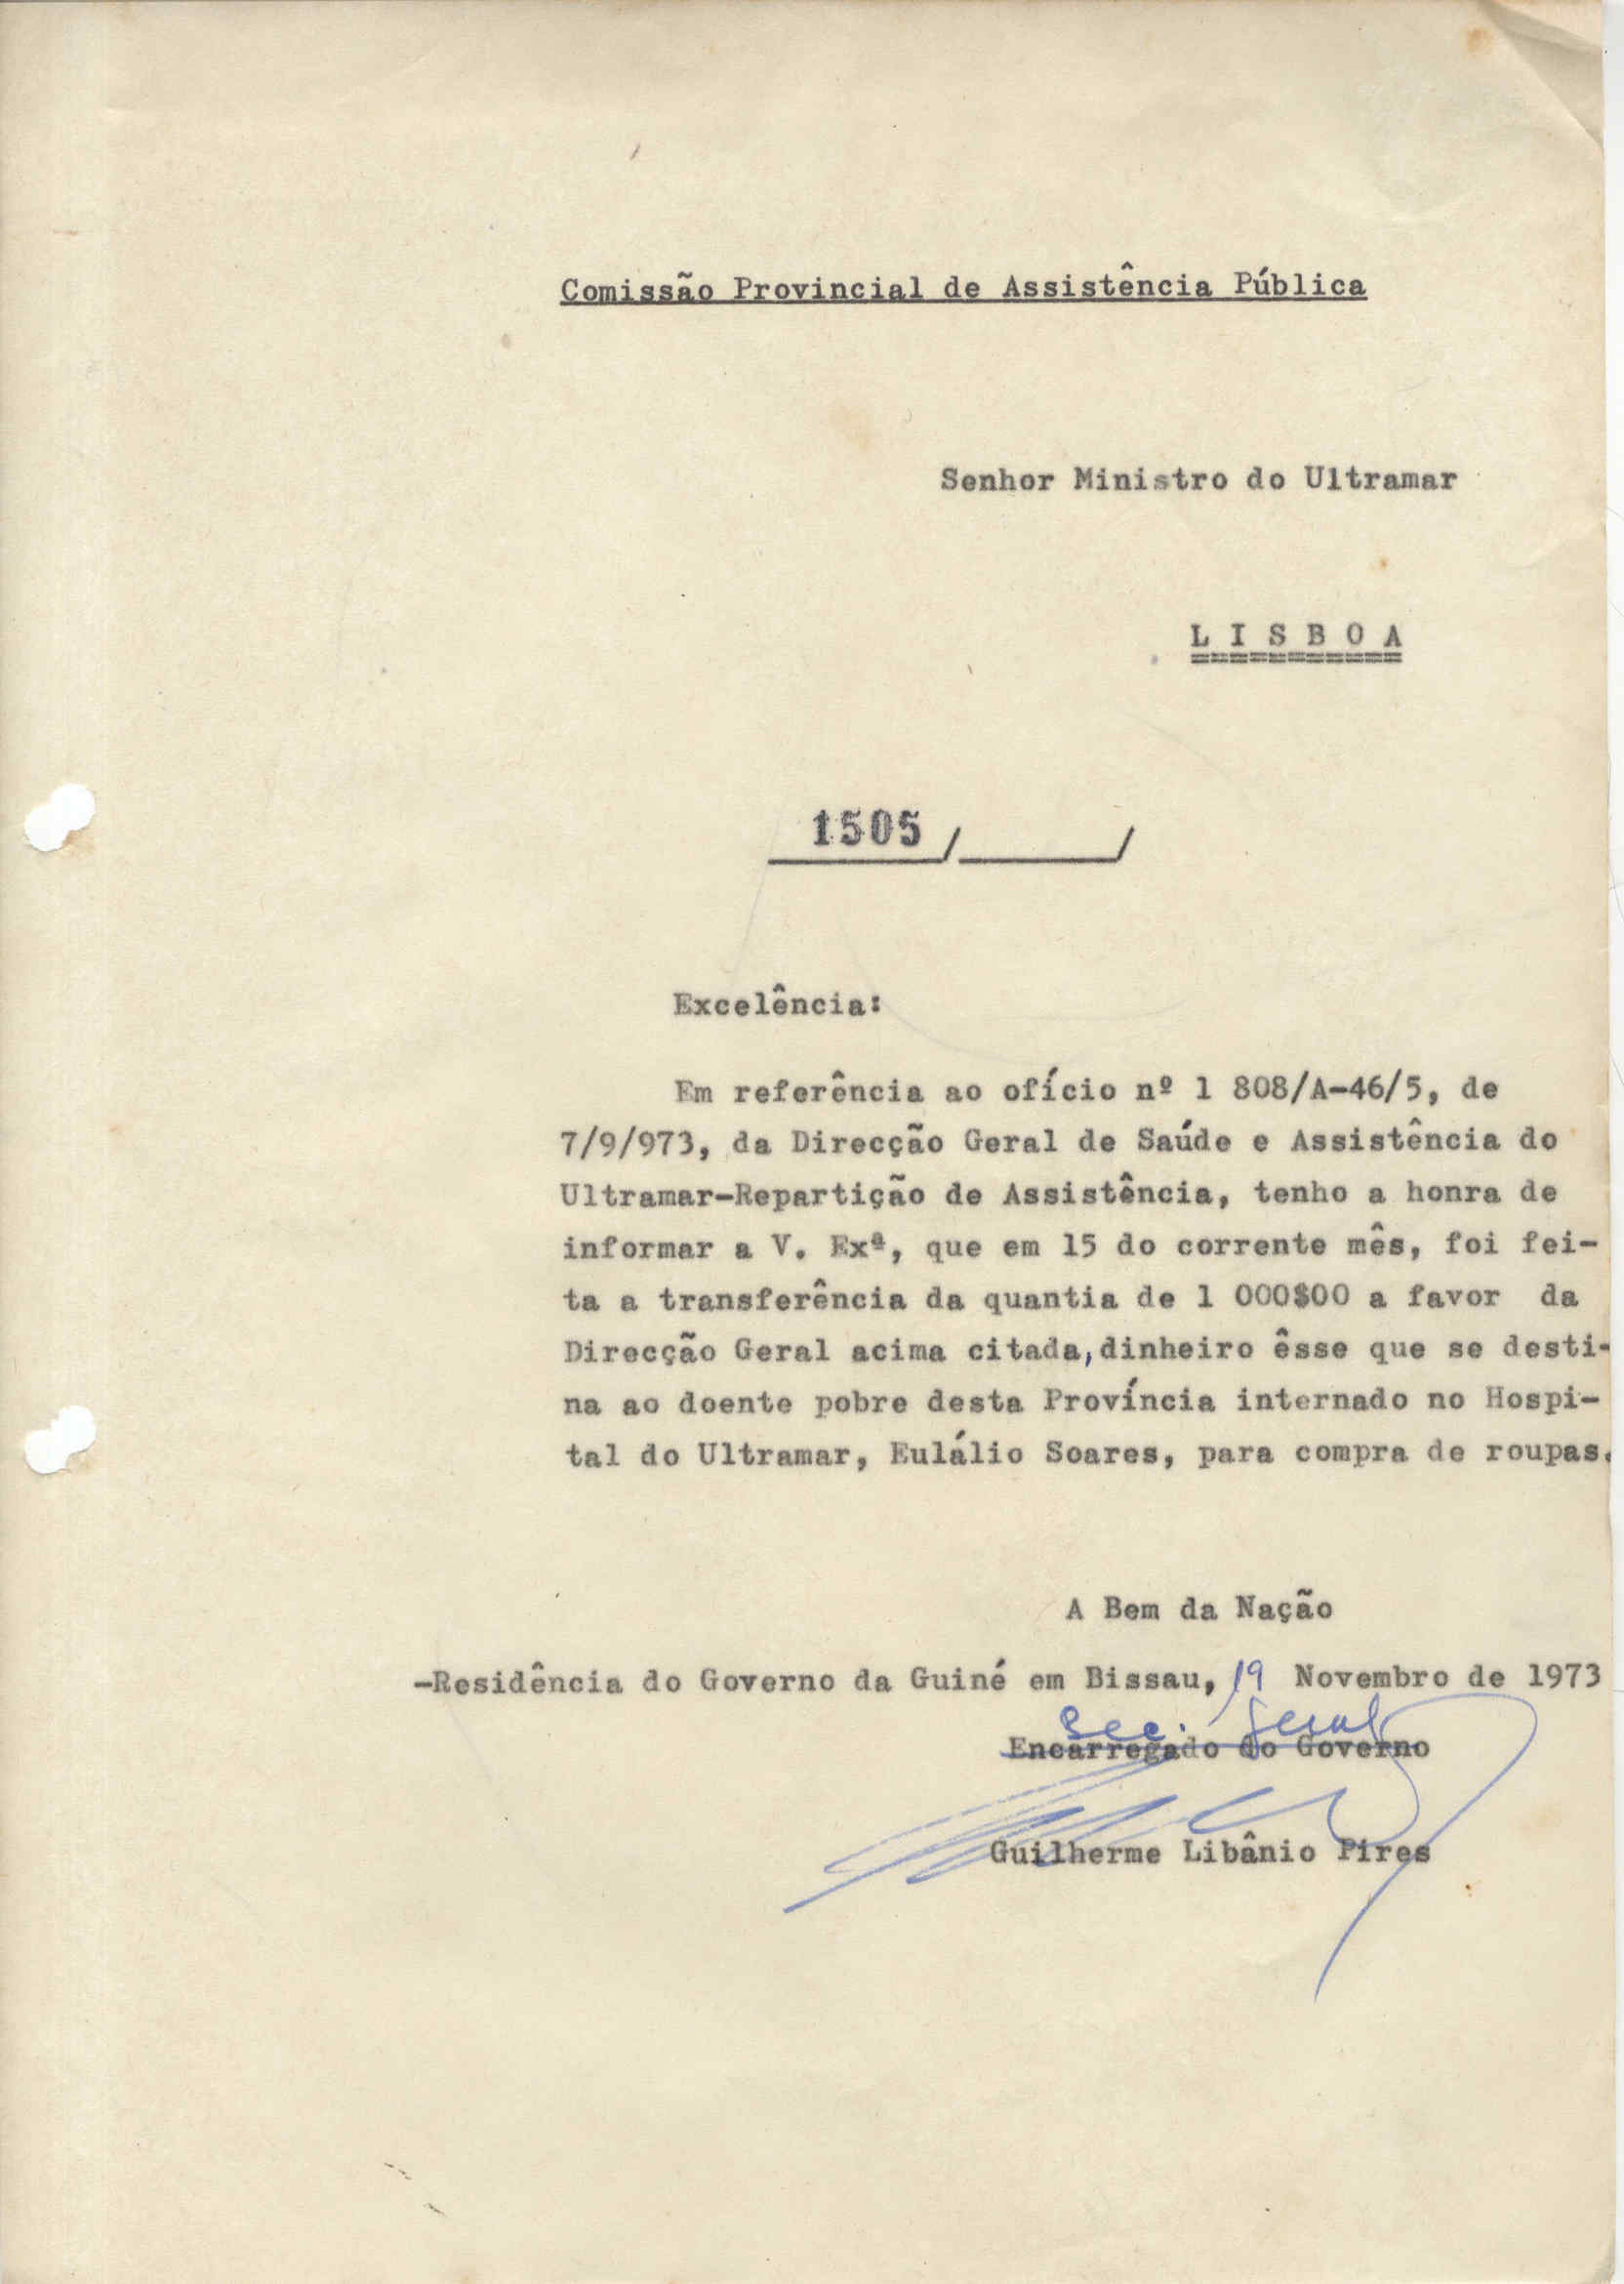 Comissão Provincial de Assistência Pública
Senhor Ministro do Ultramar
L I S B O A
1505 /        /
Excelência:
Em referência ao ofício nº 1 808/A-46/5, de
7/9/973, da Direcção Geral de Saúde e Assistência do
Ultramar-Repartição de Assistência, tenho a honra de
informar a V. Exª, que em 15 do corrente mês, foi fei-
ta a transferência da quantia de 1 000$00 a favor da
Direcção Geral acima citada, dinheiro êsse que se desti-
na ao doente pobre desta Província internado no Hospi-
tal do Ultramar, Eulálio Soares, para compra de roupas.
A Bem da Nação
-Residência do Governo da Guiné em Bissau, 19 Novembro de 1973
Sec. Geral
Encarregado do Governo
Guilherme Libânio Pires